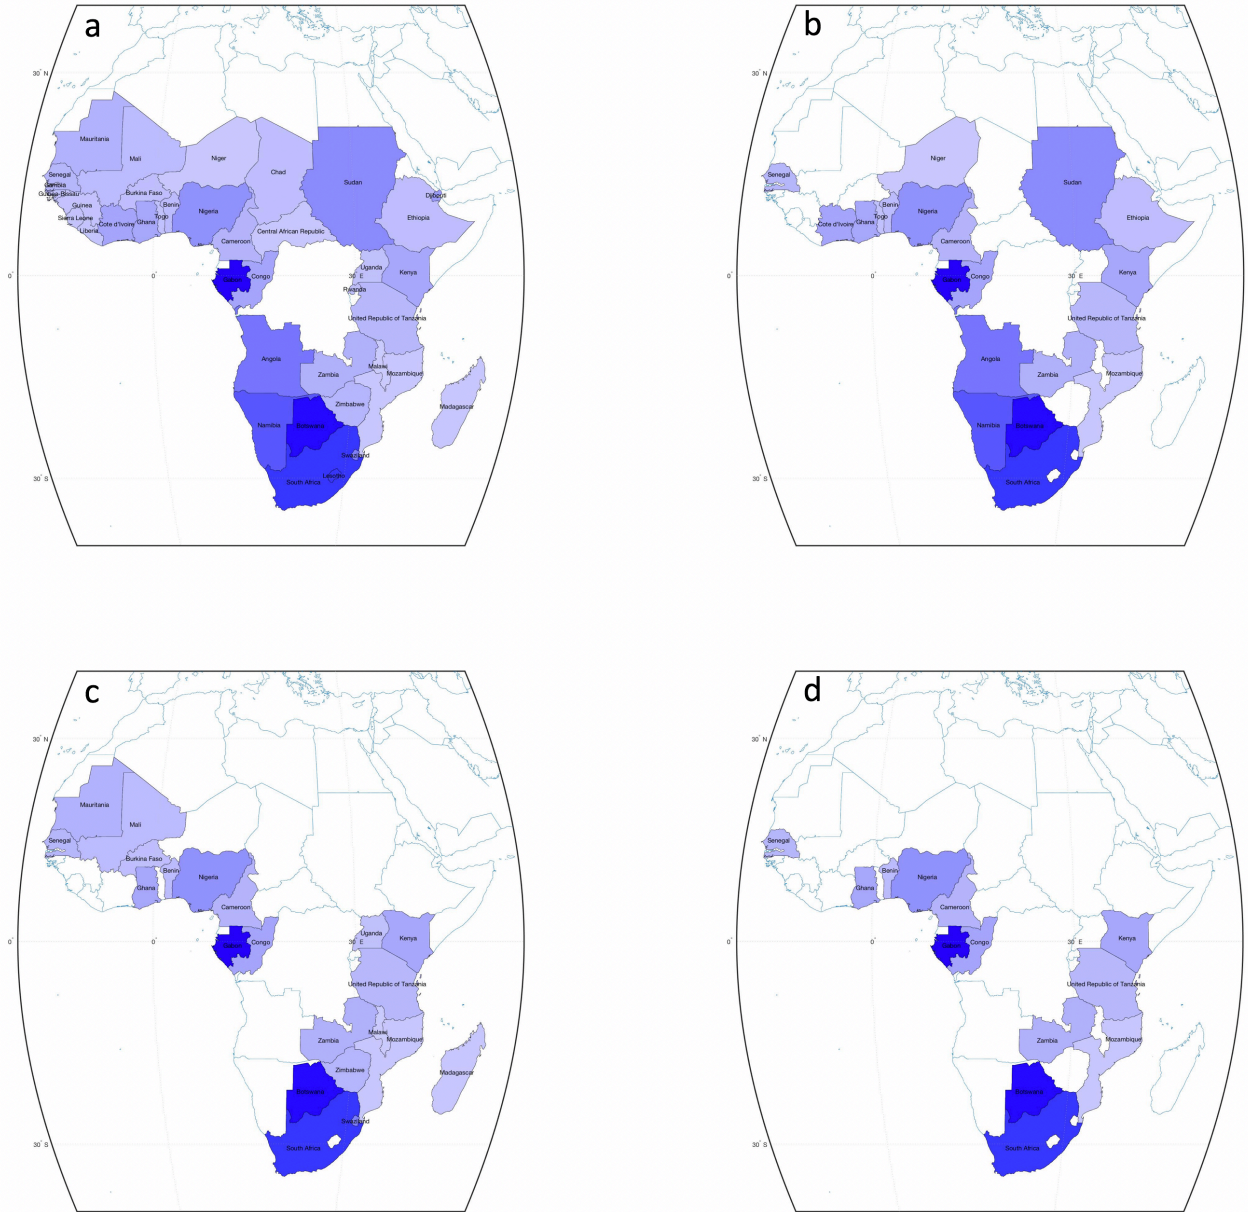 a
30° N
Mauritania
Mali
Niger
Chad
Sudan
Senegal
Gambia
Guinea-Bissau
Guinea
Sierra Leone
Liberia
Burkina Faso
Cote d'Ivoire
Ghana
Togo
Benin
Nigeria
Cameroon
Central African Republic
Djibouti
Ethiopia
0°
0°
Gabon
Congo
30° E
Uganda
Kenya
Rwanda
United Republic of Tanzania
Angola
Zambia
Malawi
Mozambique
Zimbabwe
Madagascar
Namibia
Botswana
Swaziland
Lesotho
South Africa
30° S
b
30° N
Niger
Sudan
Senegal
Cote d'Ivoire
Ghana
Togo
Benin
Nigeria
Cameroon
Ethiopia
0°
0°
Gabon
Congo
30° E
Kenya
United Republic of Tanzania
Angola
Zambia
Mozambique
Namibia
Botswana
South Africa
30° S
c
30° N
Mauritania
Mali
Senegal
Burkina Faso
Benin
Ghana
Nigeria
Cameroon
0°
0°
Gabon
Congo
30° E
Uganda
Kenya
United Republic of Tanzania
Zambia
Malawi
Mozambique
Zimbabwe
Madagascar
Botswana
Swaziland
South Africa
30° S
d
30° N
Senegal
Ghana
Benin
Nigeria
Cameroon
0°
0°
Gabon
Congo
30° E
Kenya
United Republic of Tanzania
Zambia
Mozambique
Botswana
South Africa
30° S